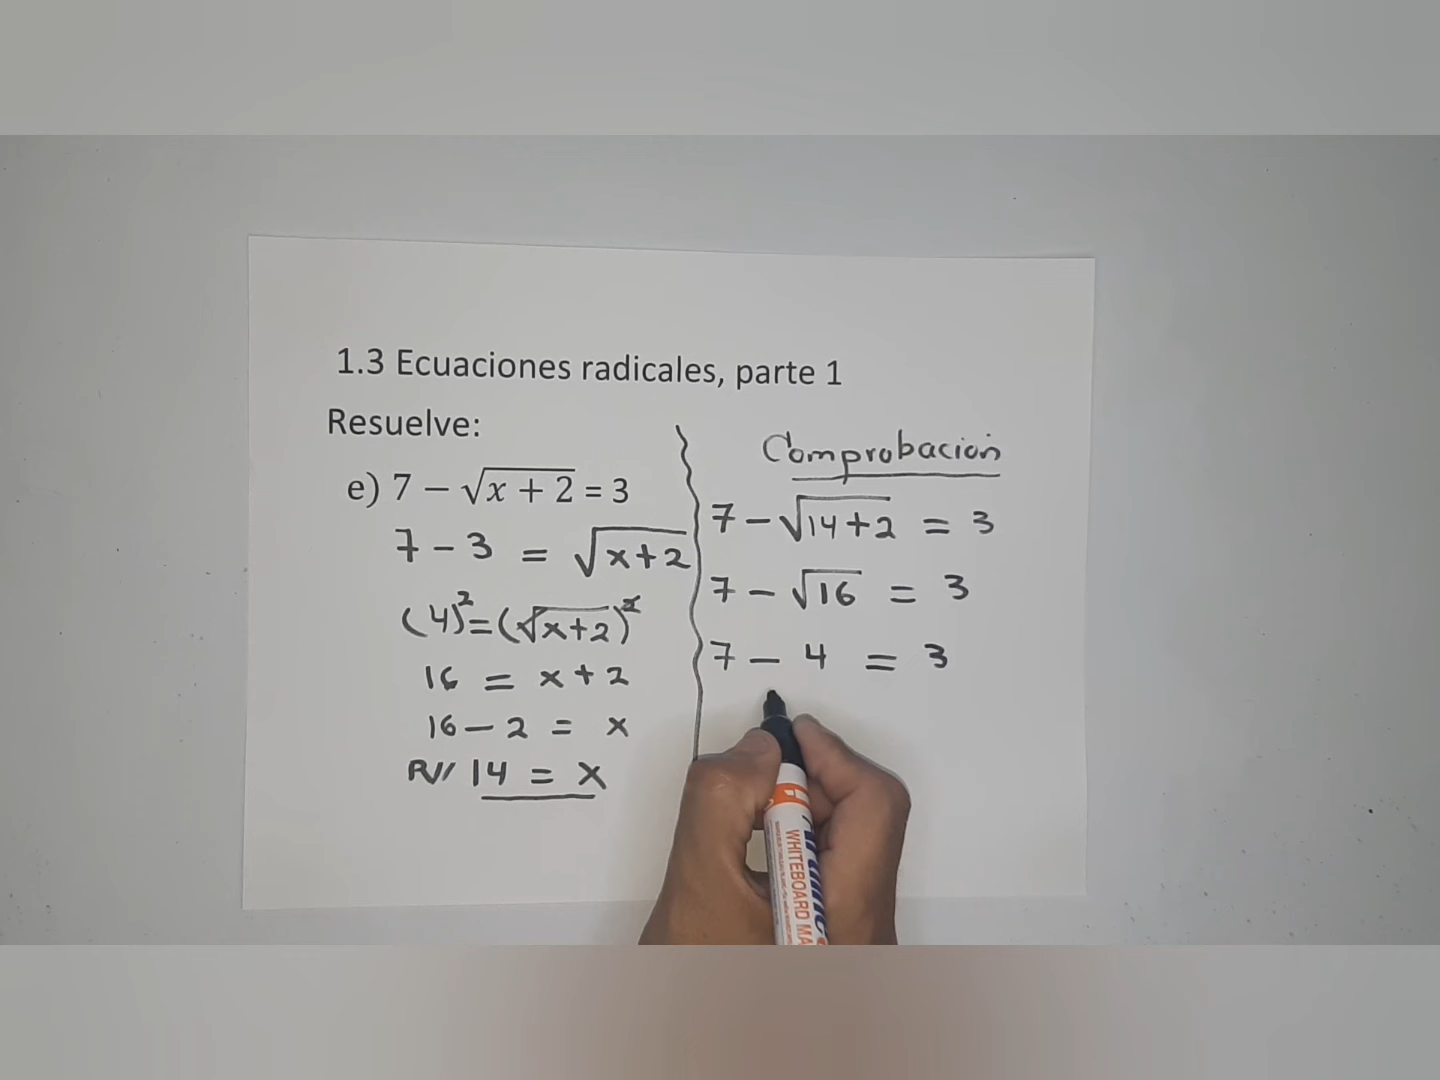 1.3 Ecuaciones radicales, parte 1
Resuelve:
e) 7 − √(x + 2) = 3
7 − 3 = √(x+2)
(4)² = (√(x+2))²
16 = x + 2
16 − 2 = x
R// 14 = x
Comprobación
7 − √(14+2) = 3
7 − √16 = 3
7 − 4 = 3
WHITEBOARD MA